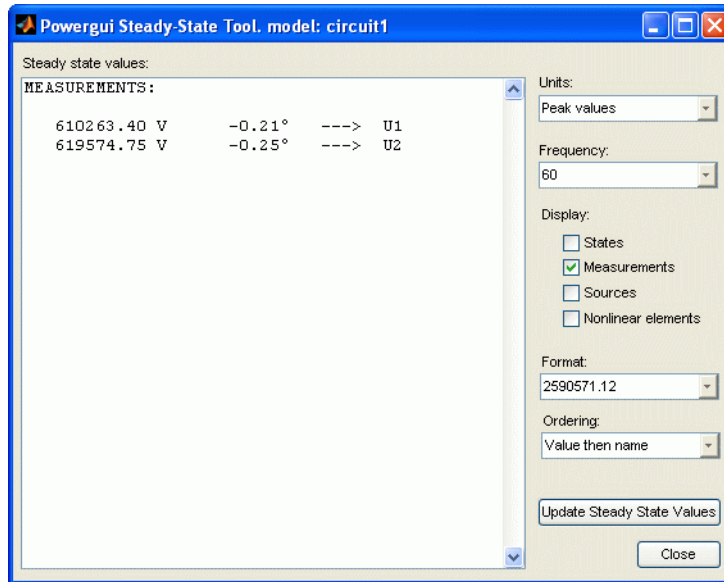 Powergui Steady-State Tool. model: circuit1
Steady state values:
MEASUREMENTS:
610263.40 V -0.21° ---> U1
619574.75 V -0.25° ---> U2
Units:
Peak values
Frequency:
60
Display:
States
Measurements
Sources
Nonlinear elements
Format:
2590571.12
Ordering:
Value then name
Update Steady State Values
Close